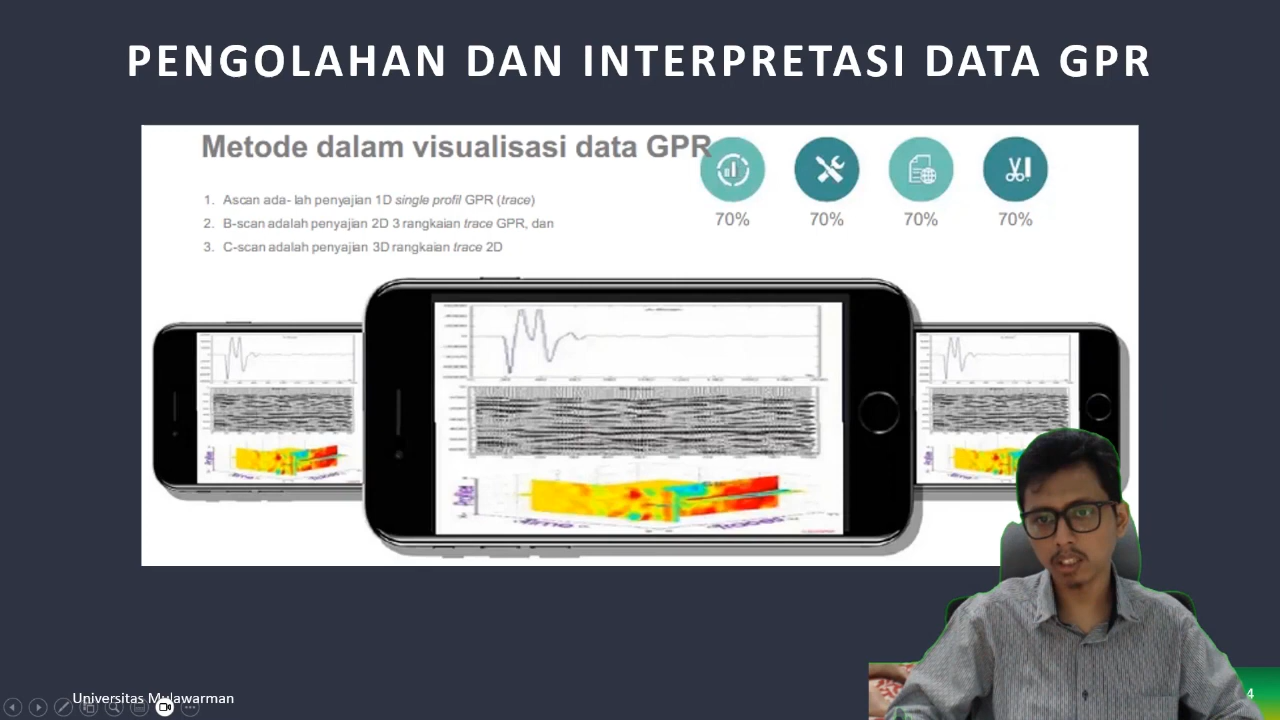 PENGOLAHAN DAN INTERPRETASI DATA GPR
Metode dalam visualisasi data GPR
1. Ascan ada- lah penyajian 1D single profil GPR (trace)
2. B-scan adalah penyajian 2D 3 rangkaian trace GPR, dan
3. C-scan adalah penyajian 3D rangkaian trace 2D
70% 70% 70% 70%
Time Traces
Universitas Mulawarman
4